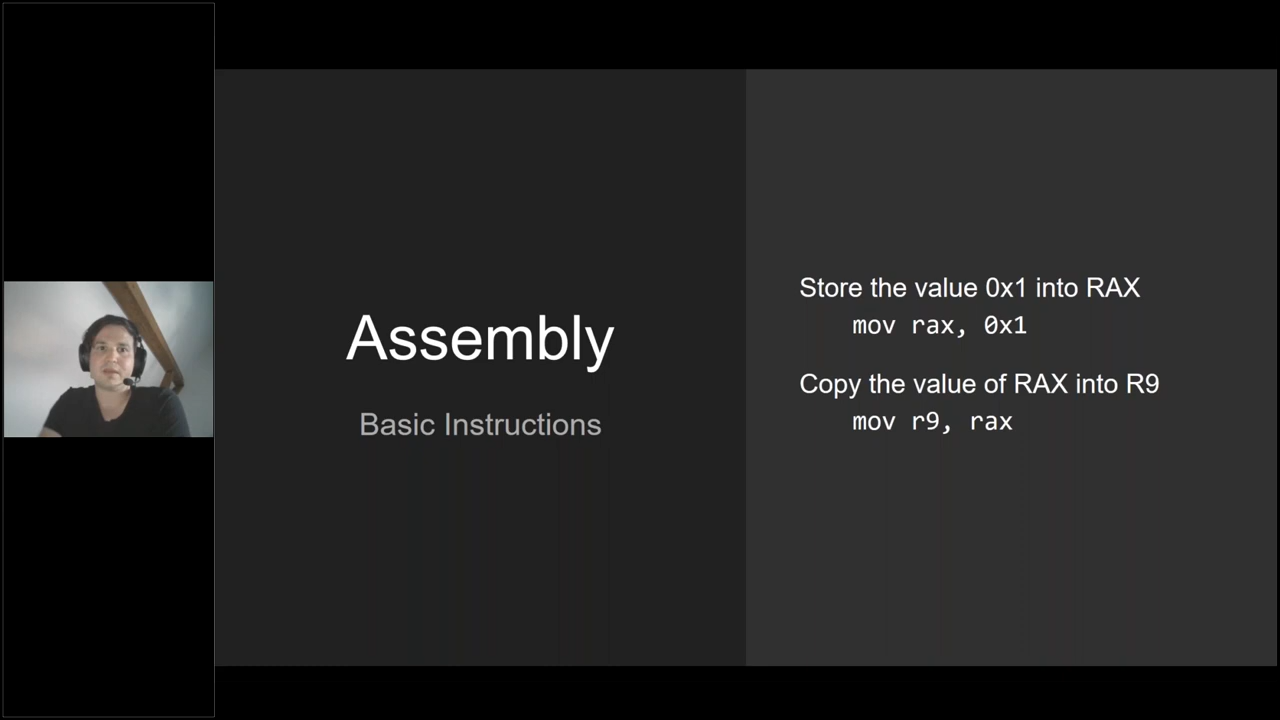 Assembly
Basic Instructions
Store the value 0x1 into RAX
mov rax, 0x1
Copy the value of RAX into R9
mov r9, rax